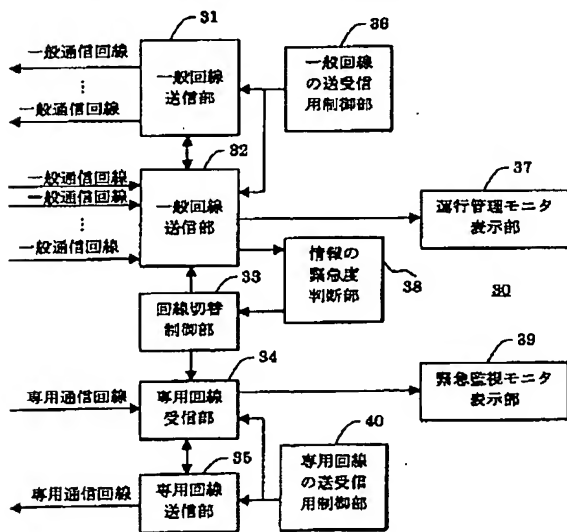 31
36
一般通信回線
一般回線
送信部
一般回線
の送受信
用制御部
⋮
一般通信回線
32
37
一般通信回線
一般通信回線
⋮
一般通信回線
一般回線
送信部
運行管理モニタ
表示部
33
情報の
緊急度
判断部
38
30
回線切替
制御部
34
39
専用通信回線
専用回線
受信部
緊急監視モニタ
表示部
35
40
専用通信回線
専用回線
送信部
専用回線
の送受信
用制御部